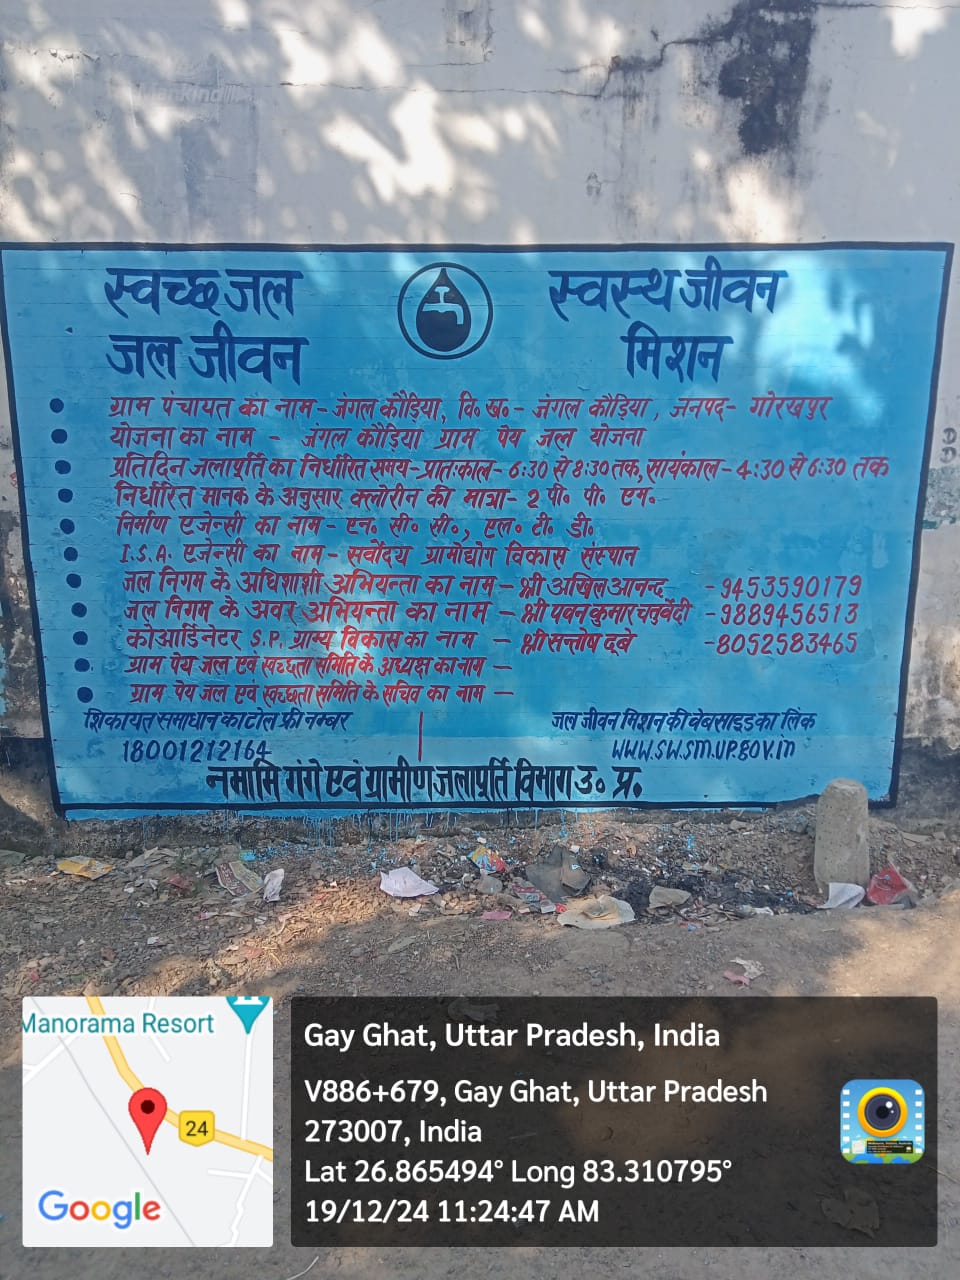 स्वच्छ जल स्वस्थ जीवन
जल जीवन मिशन
ग्राम पंचायत का नाम - जंगल कौड़िया, वि० ख०- जंगल कौड़िया, जनपद- गोरखपुर
योजना का नाम - जंगल कौड़िया ग्राम पेय जल योजना
प्रतिदिन जलापूर्ति का निर्धारित समय-प्रातःकाल- 6:30 से 8:30 तक, सायंकाल - 4:30 से 6:30 तक
निर्धारित मानक के अनुसार क्लोरीन की मात्रा- 2 पी० पी० एम०
निर्माण एजेन्सी का नाम- एन० सी० सी०, एल० टी० डी०
I.S.A. एजेन्सी का नाम- सर्वोदय ग्रामोद्योग विकास संस्थान
जल निगम के अधिशाशी अभियन्ता का नाम - श्री अखिल आनन्द -9453590179
जल निगम के अवर अभियन्ता का नाम - श्री पवन कुमार चतुर्वेदी -9889456513
कोआर्डिनेटर S.P. ग्राम्य विकास का नाम - श्री सन्तोष दूबे -8052583465
ग्राम पेय जल एवं स्वच्छता समिति के अध्यक्ष का नाम -
ग्राम पेय जल एवं स्वच्छता समिति के सचिव का नाम -
शिकायत समाधान का टोल फ्री नम्बर जल जीवन मिशन की वेबसाइड का लिंक
18001212164 www.swsm.up.gov.in
नमामि गंगे एवं ग्रामीण जलापूर्ति विभाग उ० प्र.
Manorama Resort
24
Google
Gay Ghat, Uttar Pradesh, India
V886+679, Gay Ghat, Uttar Pradesh
273007, India
Lat 26.865494° Long 83.310795°
19/12/24 11:24:47 AM